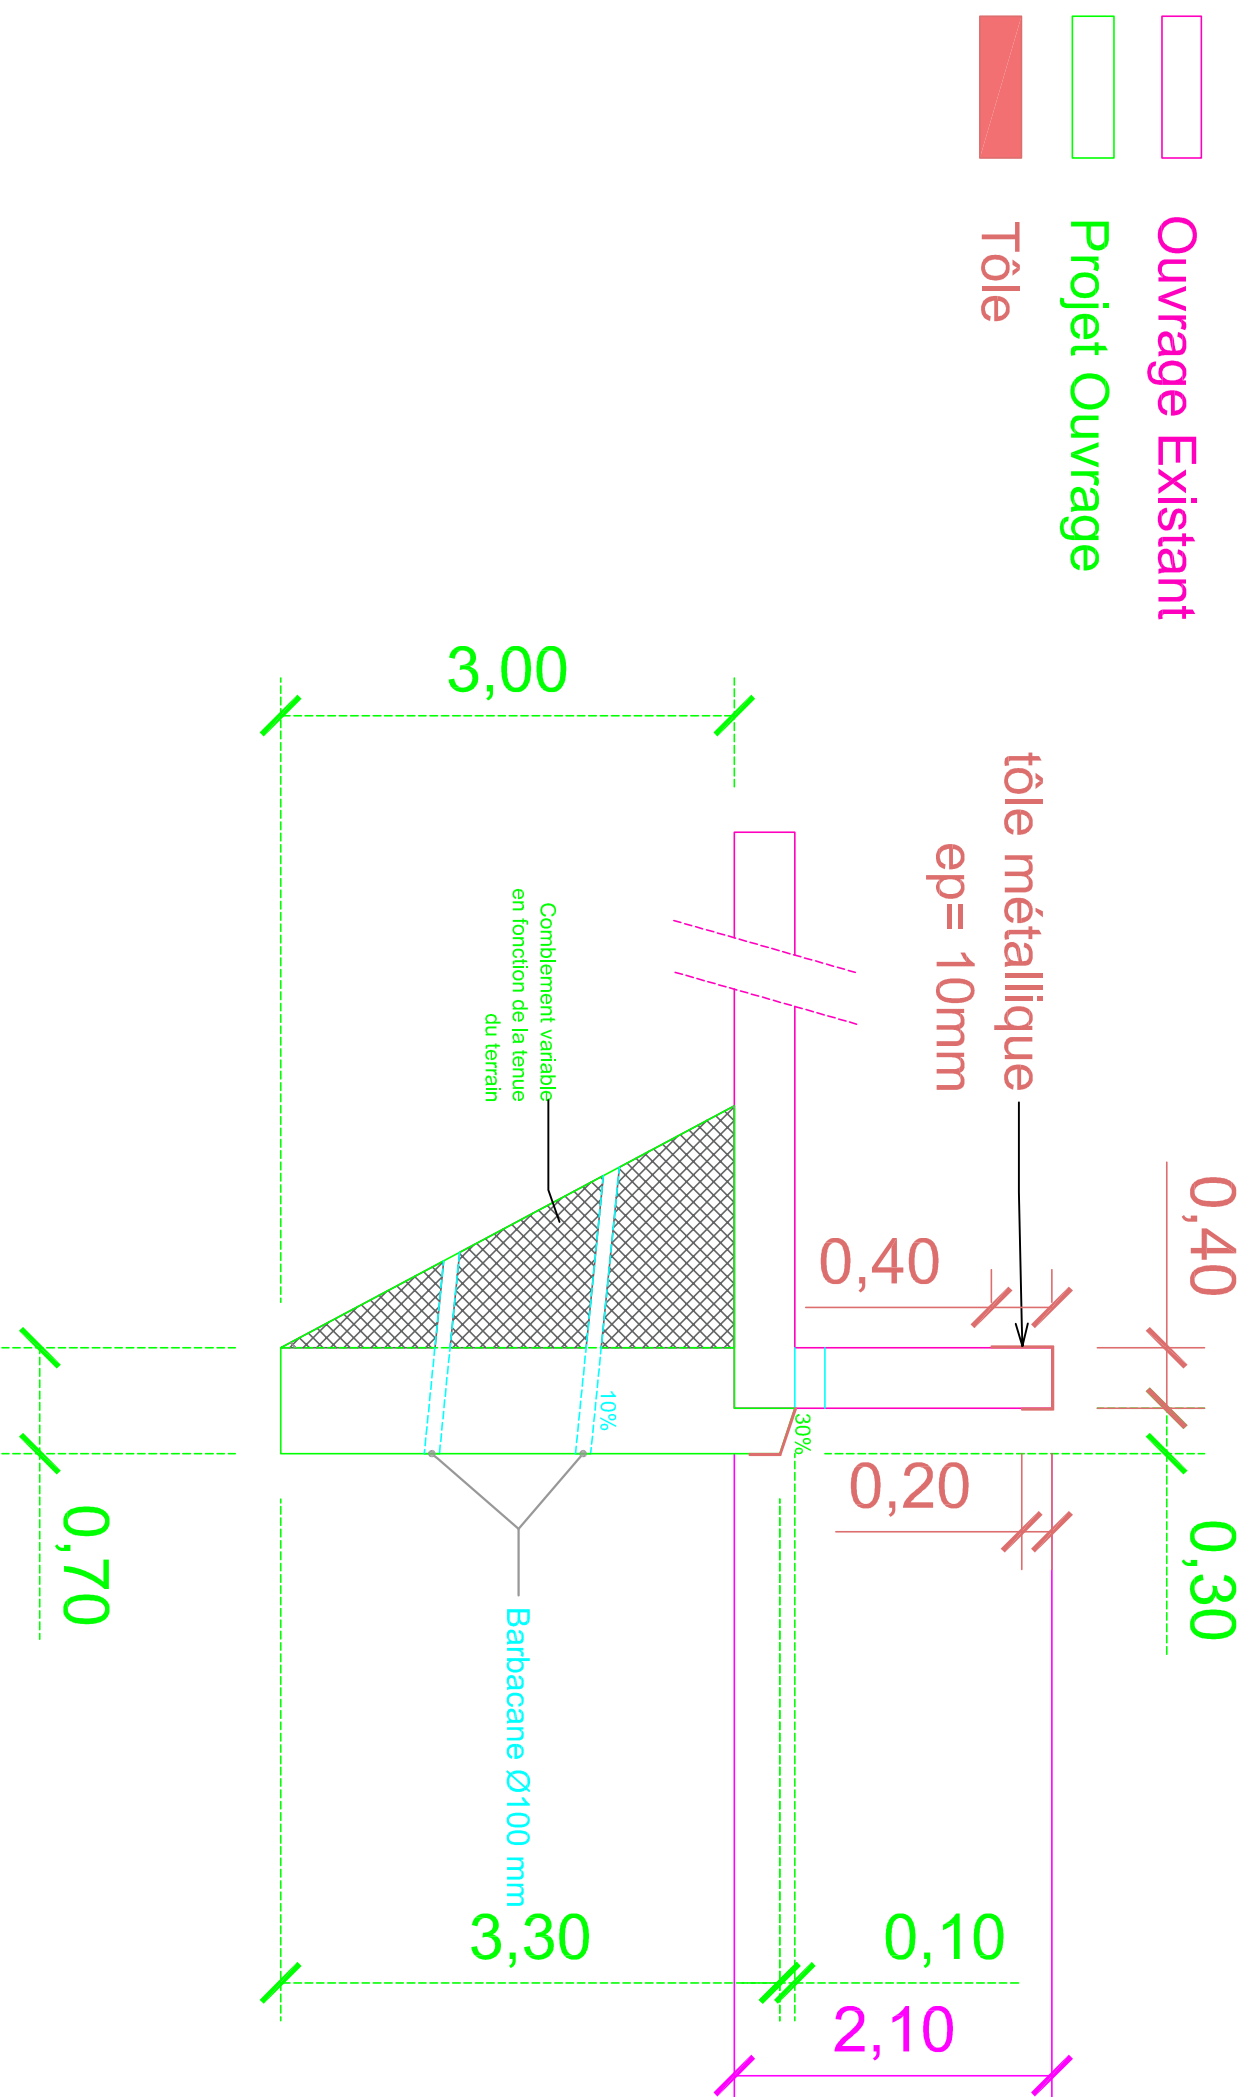 Ouvrage Existant
Projet Ouvrage
Tôle
3,00
tôle métallique
ep= 10mm
Comblement variable
en fonction de la tenue
du terrain
0,40
0,40
10%
30%
0,20
0,30
0,70
Barbacane Ø100 mm
3,30
0,10
2,10